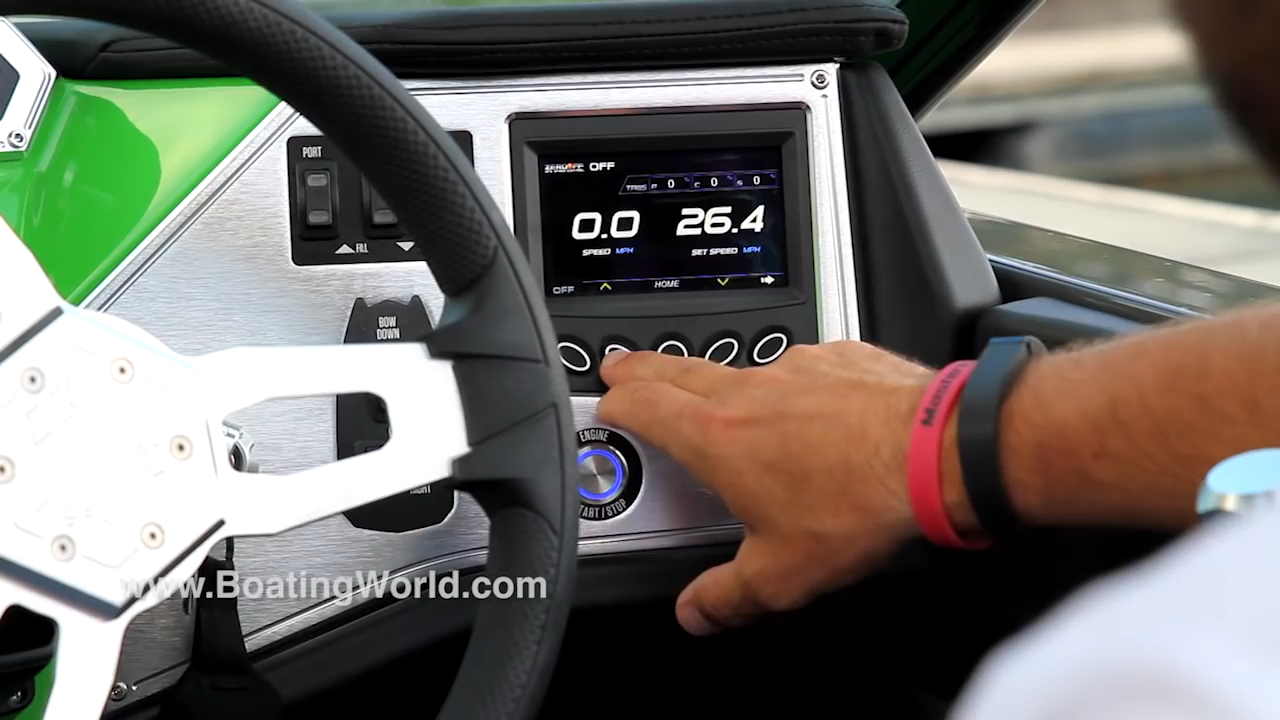 PORT
FILL
ZERO OFF OFF
TABS P 0 C 0 S 0
0.0 26.4
SPEED MPH SET SPEED MPH
OFF HOME
BOW
DOWN
RIGHT
ENGINE
START / STOP
www.BoatingWorld.com